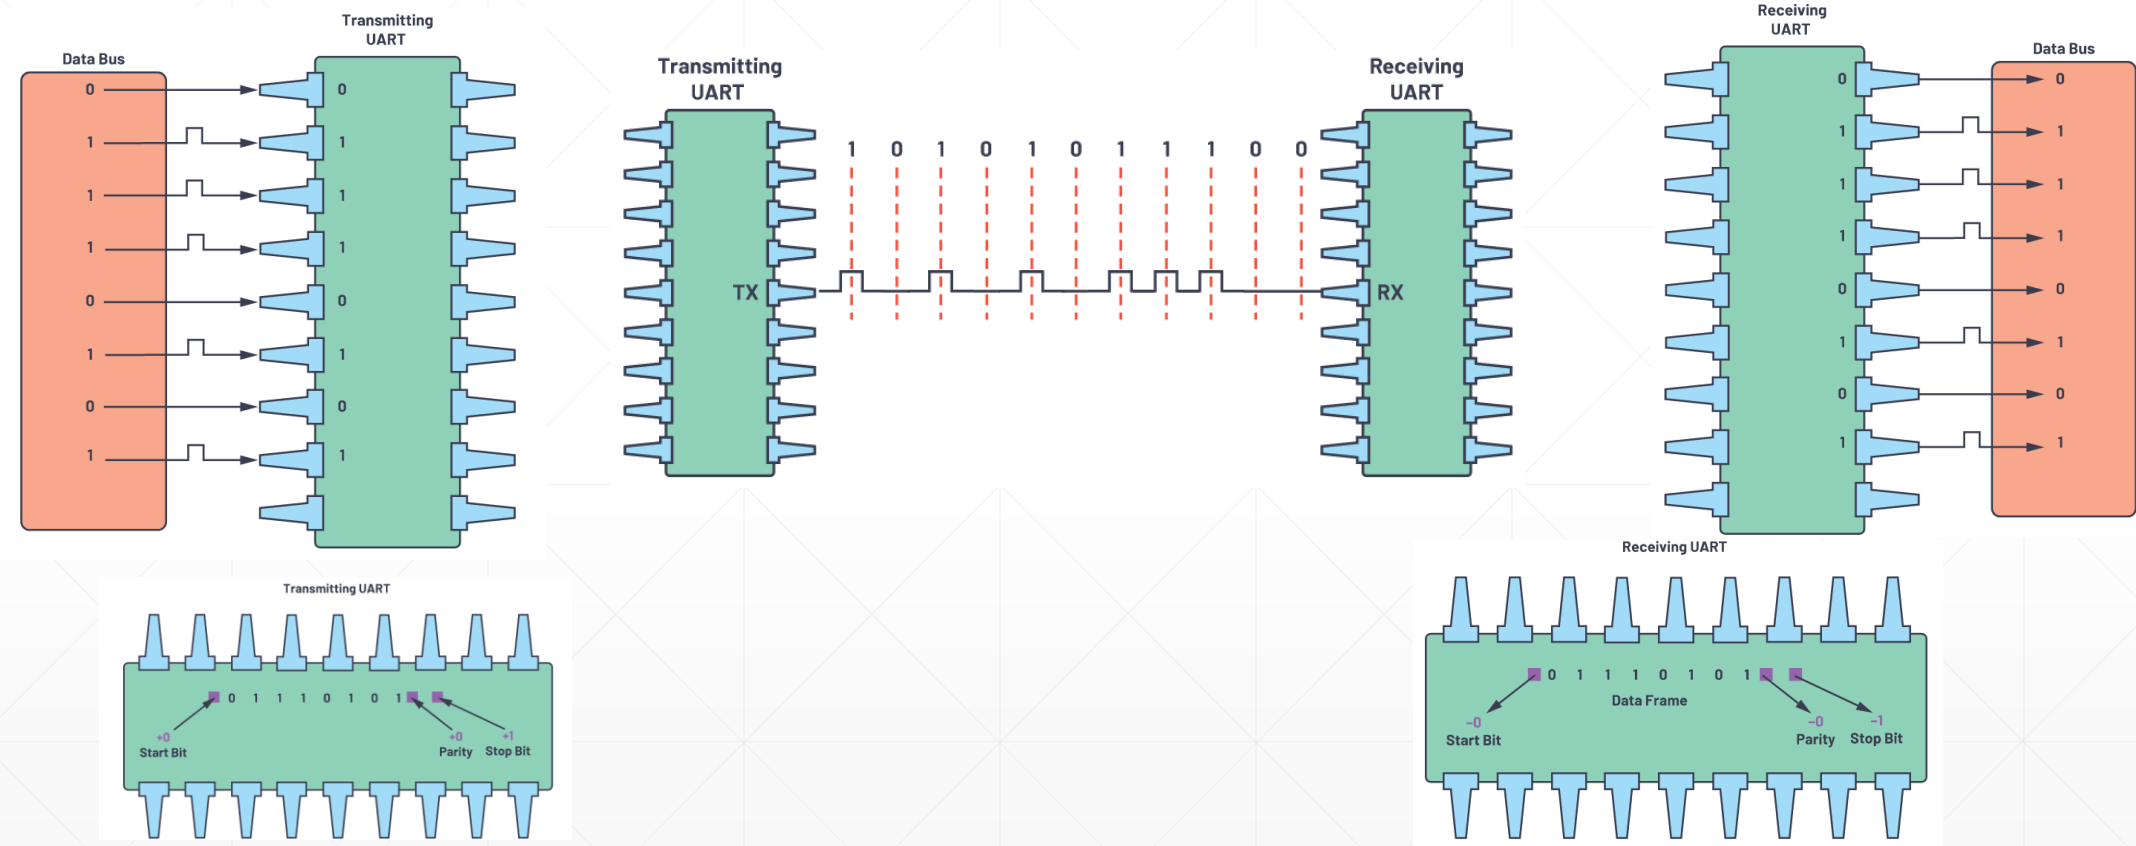 Transmitting
UART
Data Bus
0 0
1 1
1 1
1 1
0 0
1 1
0 0
1 1
Transmitting
UART
Receiving
UART
1 0 1 0 1 0 1 1 1 0 0
TX
RX
Receiving
UART
Data Bus
0 0
1 1
1 1
1 1
0 0
1 1
0 0
1 1
Transmitting UART
0 1 1 1 0 1 0 1
+0 +0 +1
Start Bit Parity Stop Bit
Receiving UART
0 1 1 1 0 1 0 1
Data Frame
-0 -0 -1
Start Bit Parity Stop Bit